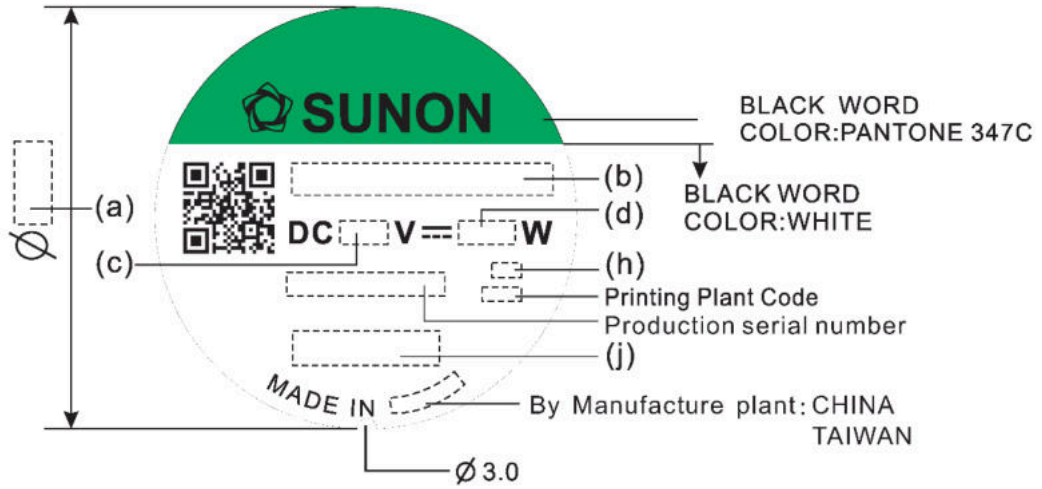 SUNON
BLACK WORD
COLOR:PANTONE 347C
(b)
BLACK WORD
COLOR:WHITE
(a)
Ø
DC V⎓ W
(d)
(c)
(h)
Printing Plant Code
Production serial number
(j)
MADE IN
By Manufacture plant: CHINA
TAIWAN
Ø 3.0